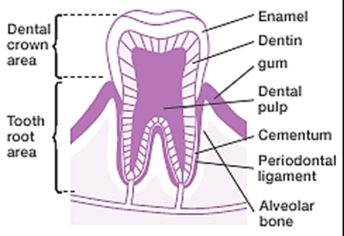 Dental
crown
area
Tooth
root
area
Enamel
Dentin
gum
Dental
pulp
Cementum
Periodontal
ligament
Alveolar
bone